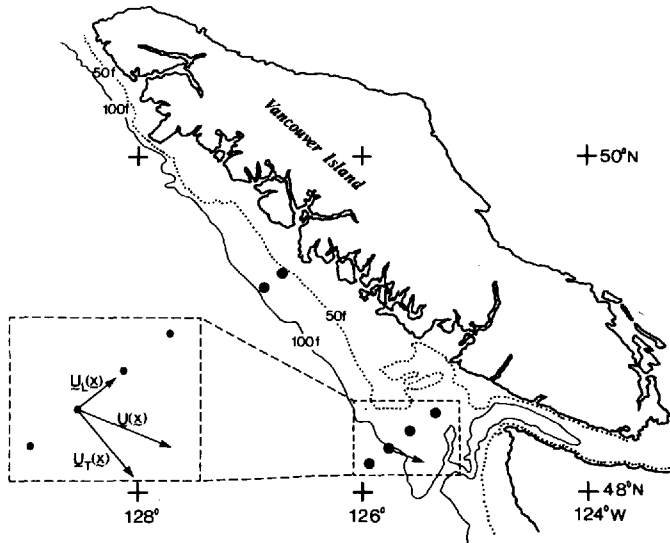 50f
100f
Vancouver Island
50°N
50f
100f
U_L(x)
U(x)
U_T(x)
48°N
128°
126°
124°W